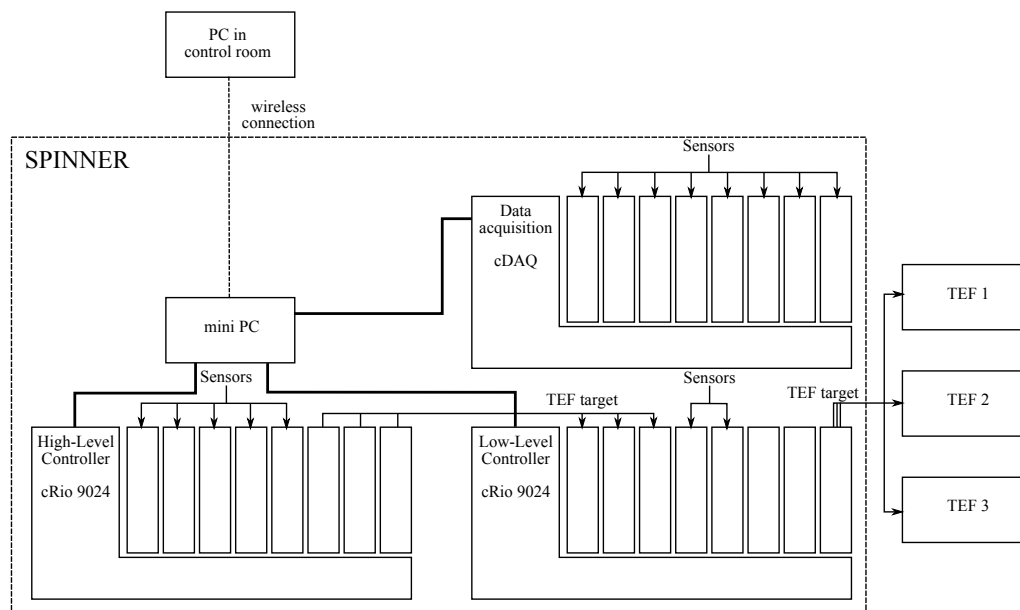 PC in
control room
wireless
connection
SPINNER
Sensors
Data
acquisition
cDAQ
mini PC
TEF 1
Sensors
Sensors
TEF target
TEF target
TEF 2
High-Level
Controller
cRio 9024
Low-Level
Controller
cRio 9024
TEF 3